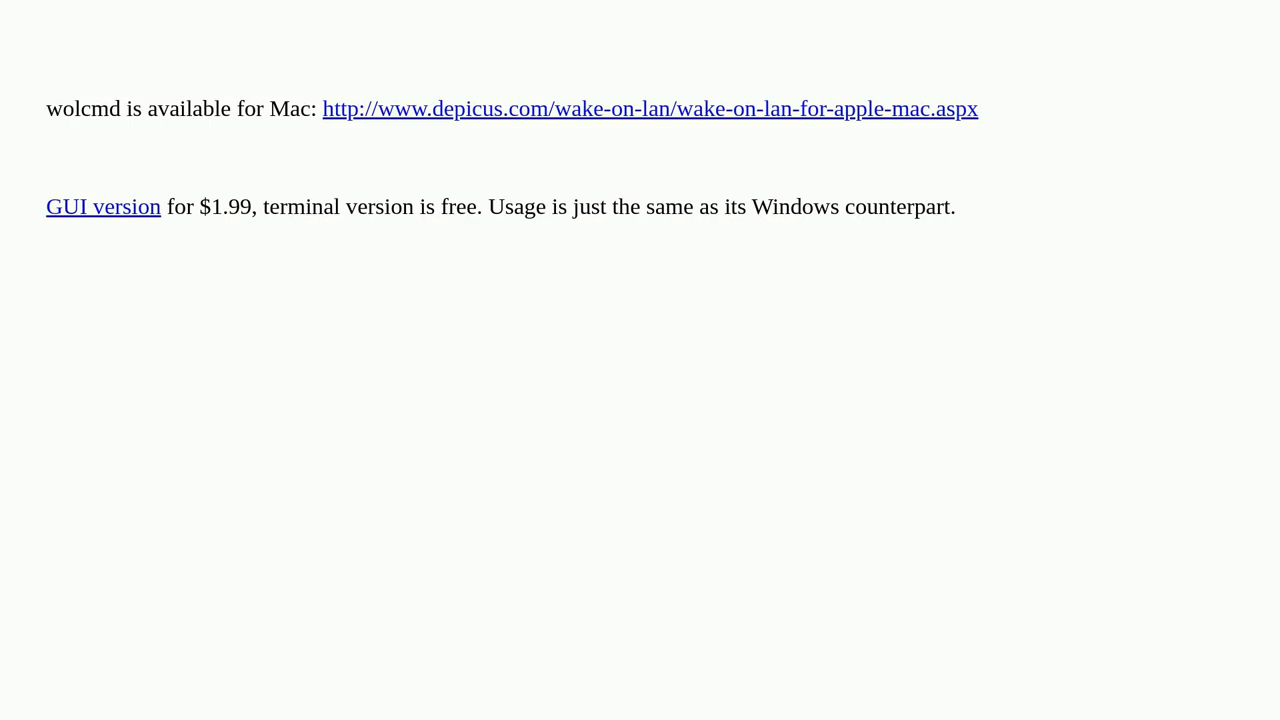 wolcmd is available for Mac: http://www.depicus.com/wake-on-lan/wake-on-lan-for-apple-mac.aspx
GUI version for $1.99, terminal version is free. Usage is just the same as its Windows counterpart.